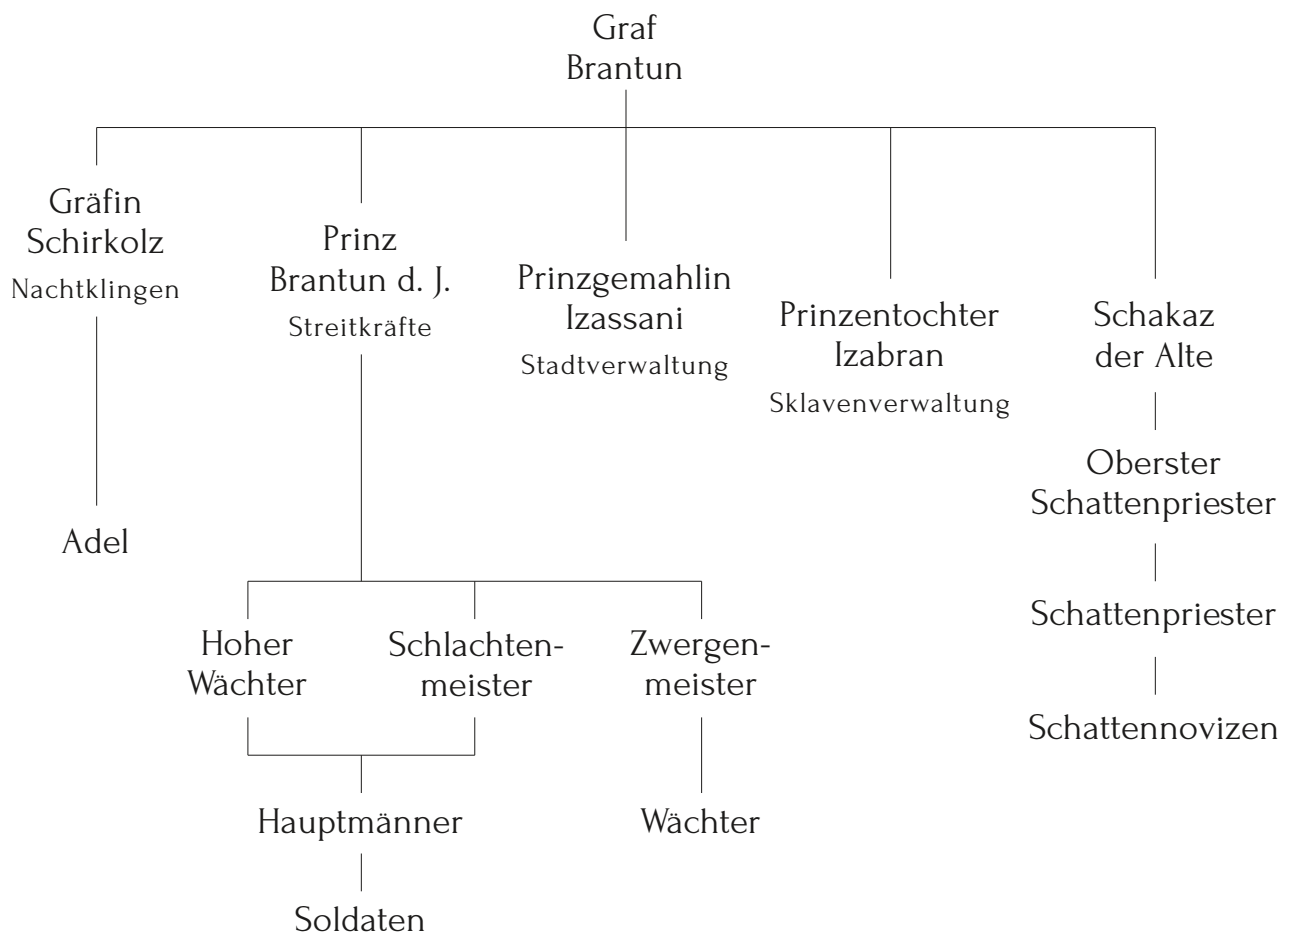 Graf
Brantun
Gräfin
Schirkolz
Nachtklingen
Prinz
Brantun d. J.
Streitkräfte
Prinzgemahlin
Izassani
Stadtverwaltung
Prinzentochter
Izabran
Sklavenverwaltung
Schakaz
der Alte
Oberster
Schattenpriester
Adel
Hoher
Wächter
Schlachten-
meister
Zwergen-
meister
Schattenpriester
Schattennovizen
Hauptmänner
Wächter
Soldaten